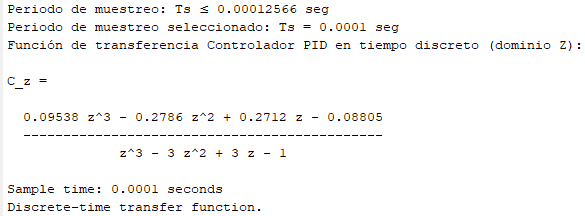 Periodo de muestreo: Ts ≤ 0.00012566 seg
Periodo de muestreo seleccionado: Ts = 0.0001 seg
Función de transferencia Controlador PID en tiempo discreto (dominio Z):
C_z =
0.09538 z^3 - 0.2786 z^2 + 0.2712 z - 0.08805
---------------------------------------------
z^3 - 3 z^2 + 3 z - 1
Sample time: 0.0001 seconds
Discrete-time transfer function.